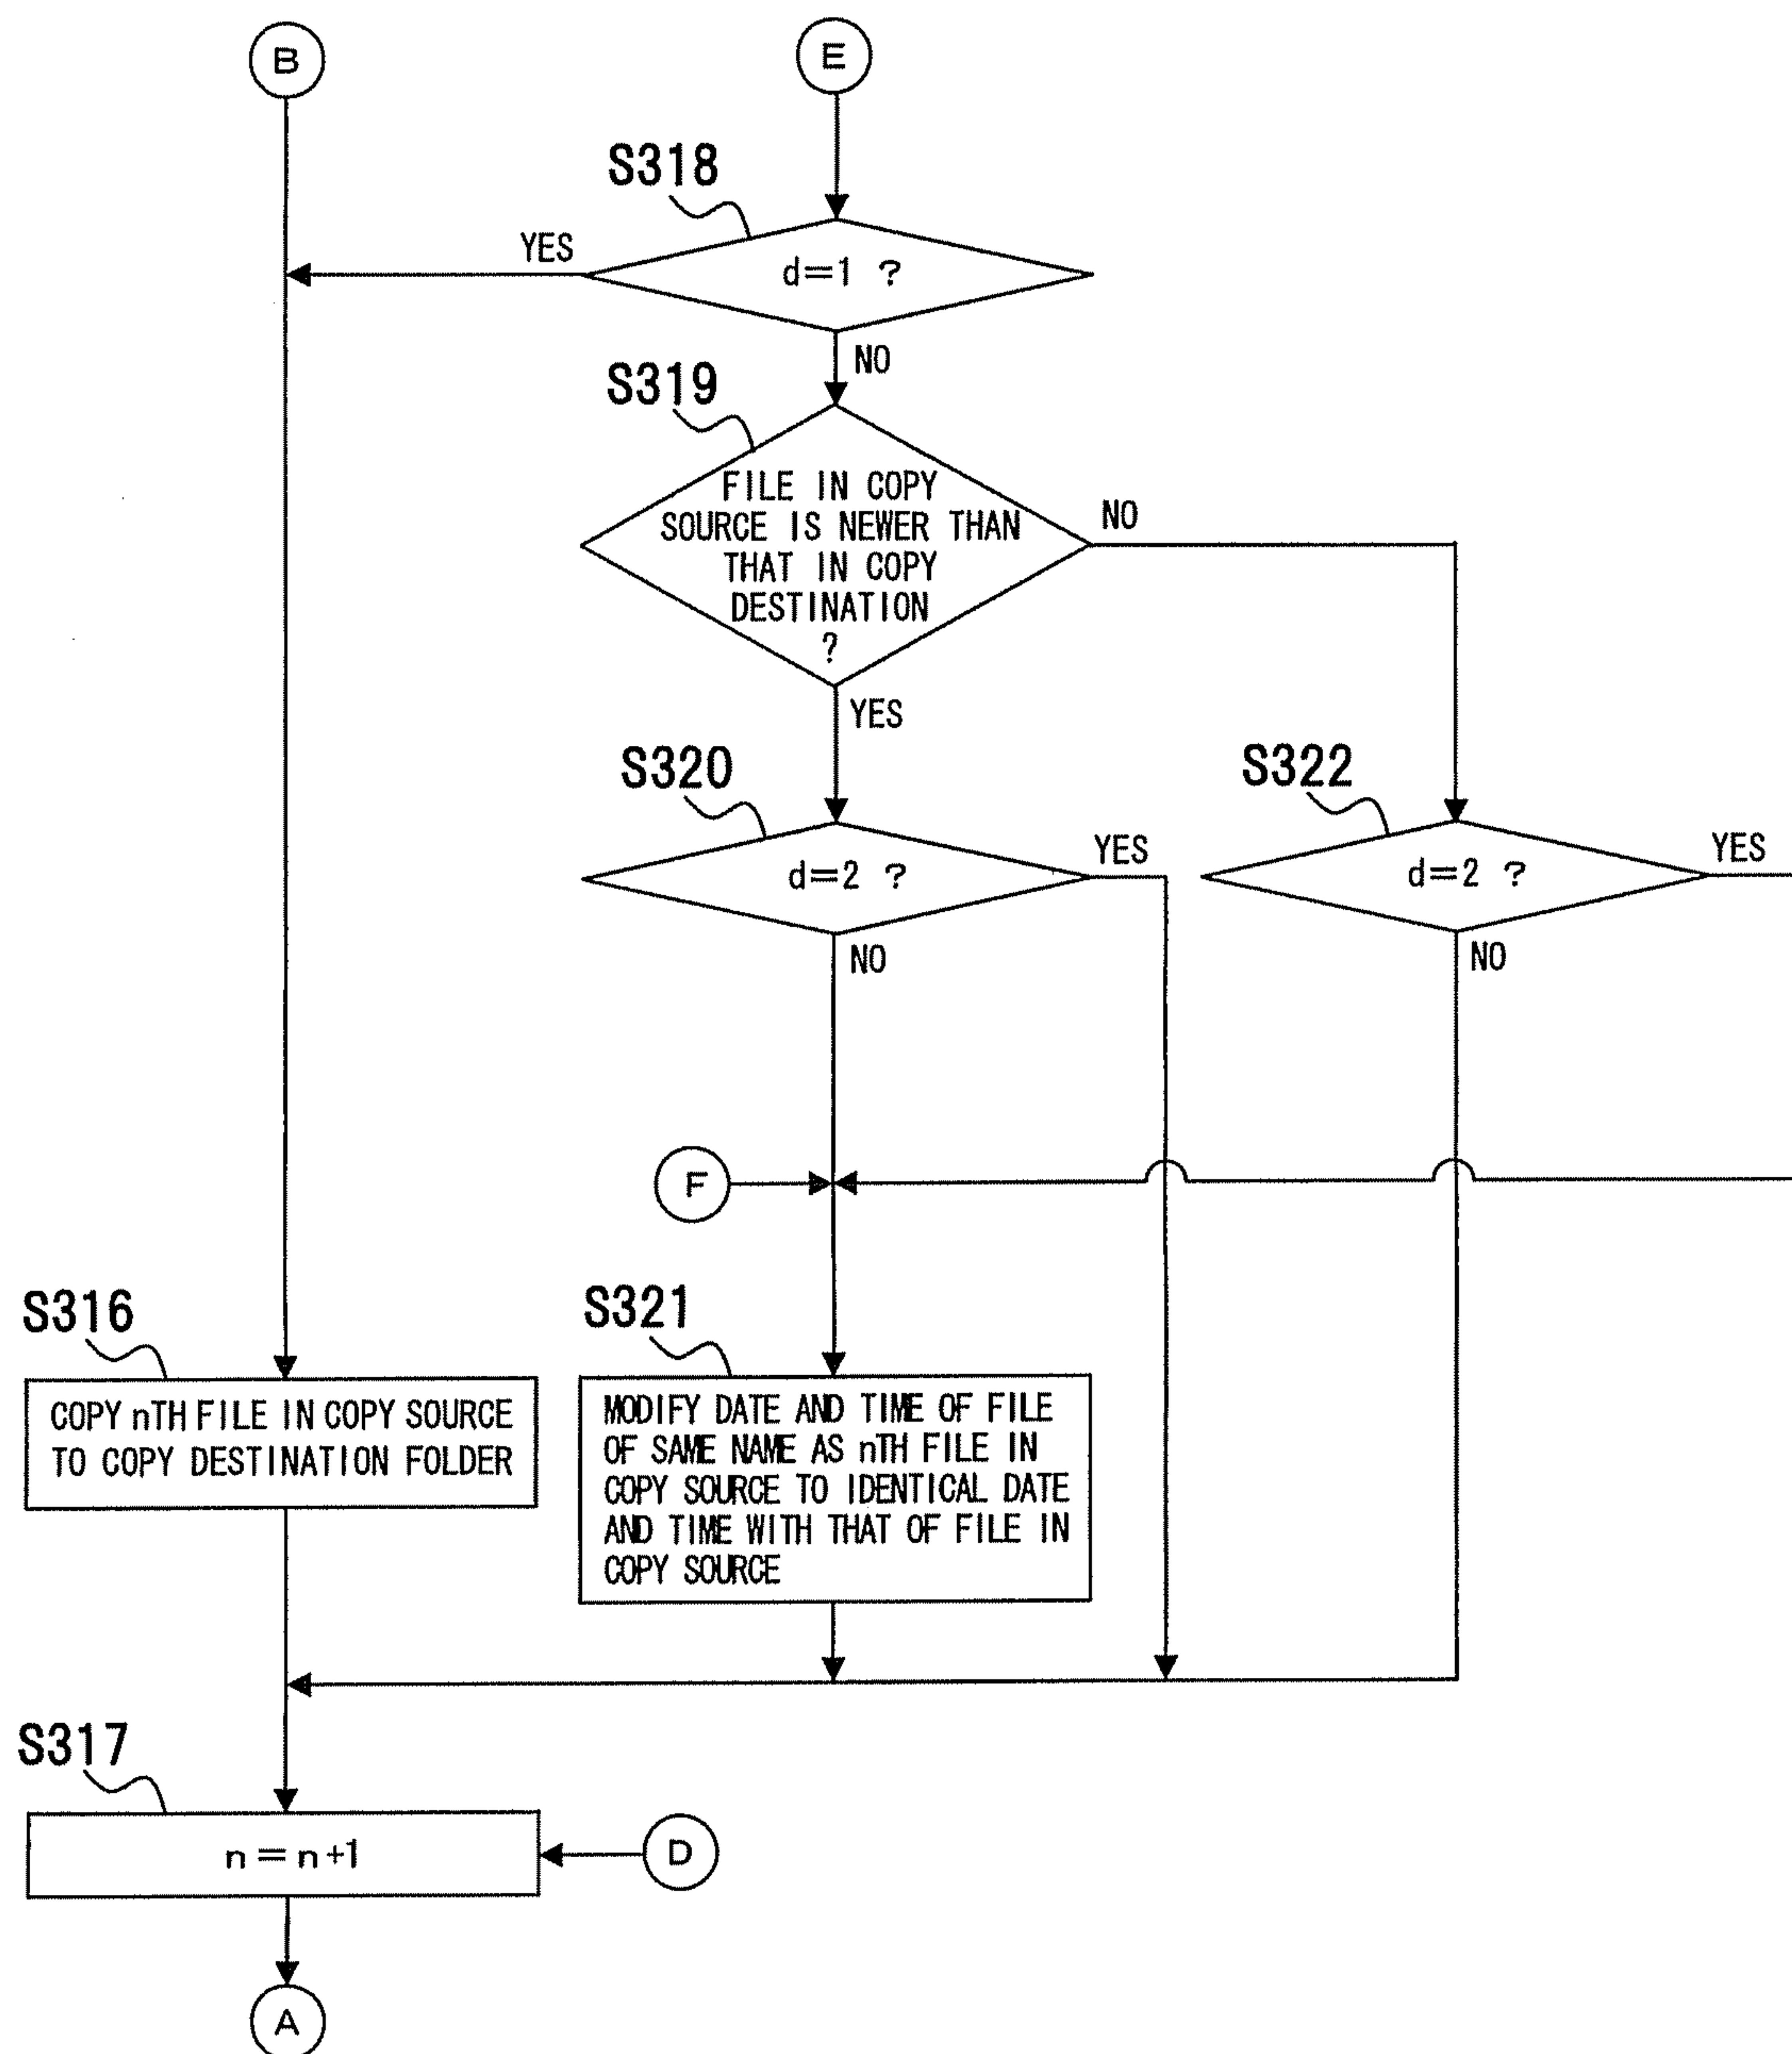 B
E
S318
YES
d=1 ?
NO
S319
FILE IN COPY
SOURCE IS NEWER THAN
THAT IN COPY
DESTINATION
?
NO
YES
S320
S322
d=2 ?
YES
d=2 ?
YES
NO
NO
F
S316
S321
COPY nTH FILE IN COPY SOURCE
TO COPY DESTINATION FOLDER
MODIFY DATE AND TIME OF FILE
OF SAME NAME AS nTH FILE IN
COPY SOURCE TO IDENTICAL DATE
AND TIME WITH THAT OF FILE IN
COPY SOURCE
S317
n=n+1
D
A